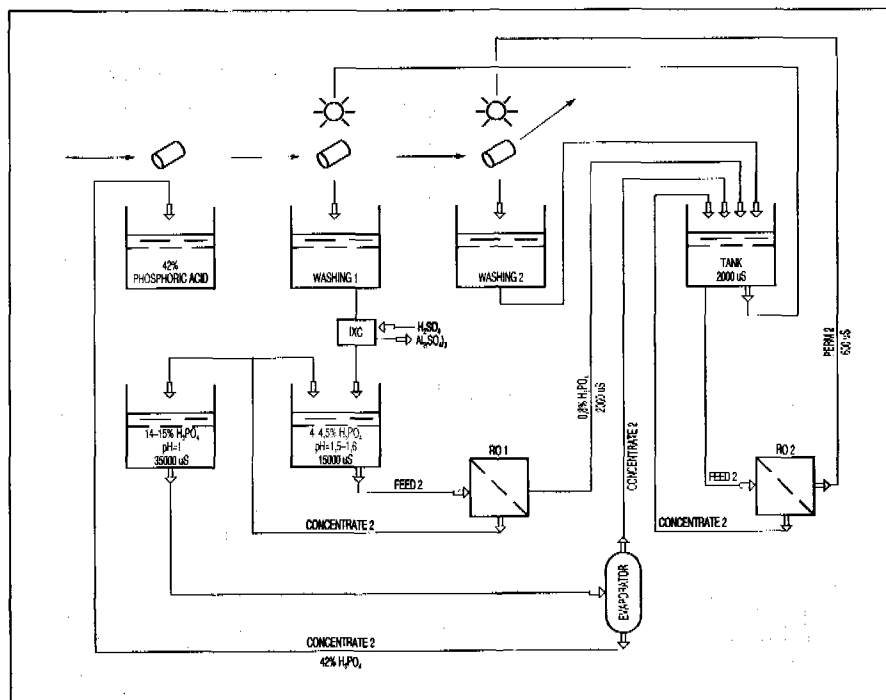 42%
PHOSPHORIC ACID
WASHING 1
WASHING 2
TANK
2000 uS
IXC
H₂SO₄
Al₂(SO₄)₃
14–15% H₃PO₄
pH=1
35000 uS
4–4,5% H₃PO₄
pH=1,5–1,6
15000 uS
RO 1
FEED 2
CONCENTRATE 2
0,8% H₃PO₄
2000 uS
CONCENTRATE 2
PERM 2
600 uS
RO 2
FEED 2
CONCENTRATE 2
EVAPORATOR
CONCENTRATE 2
42% H₃PO₄